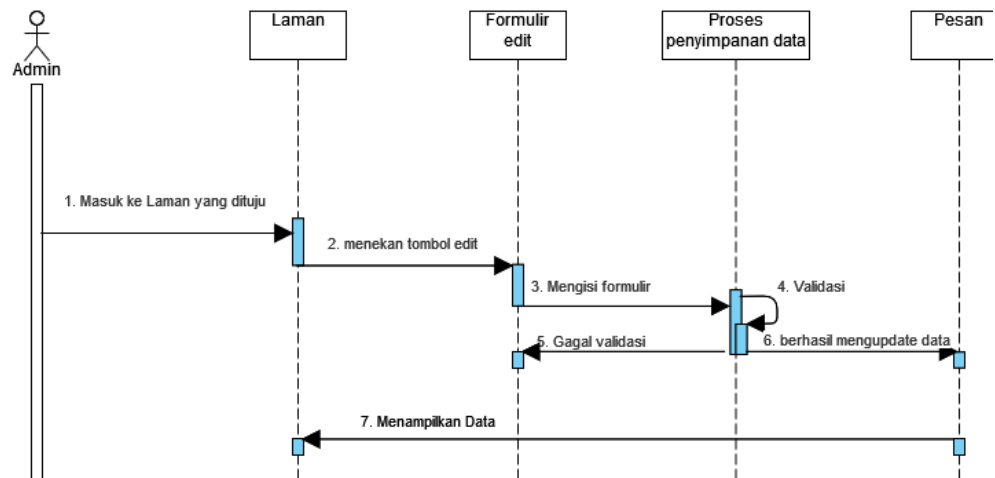 Admin
Laman
Formulir
edit
Proses
penyimpanan data
Pesan
1. Masuk ke Laman yang dituju
2. menekan tombol edit
3. Mengisi formulir
4. Validasi
5. Gagal validasi
6. berhasil mengupdate data
7. Menampilkan Data